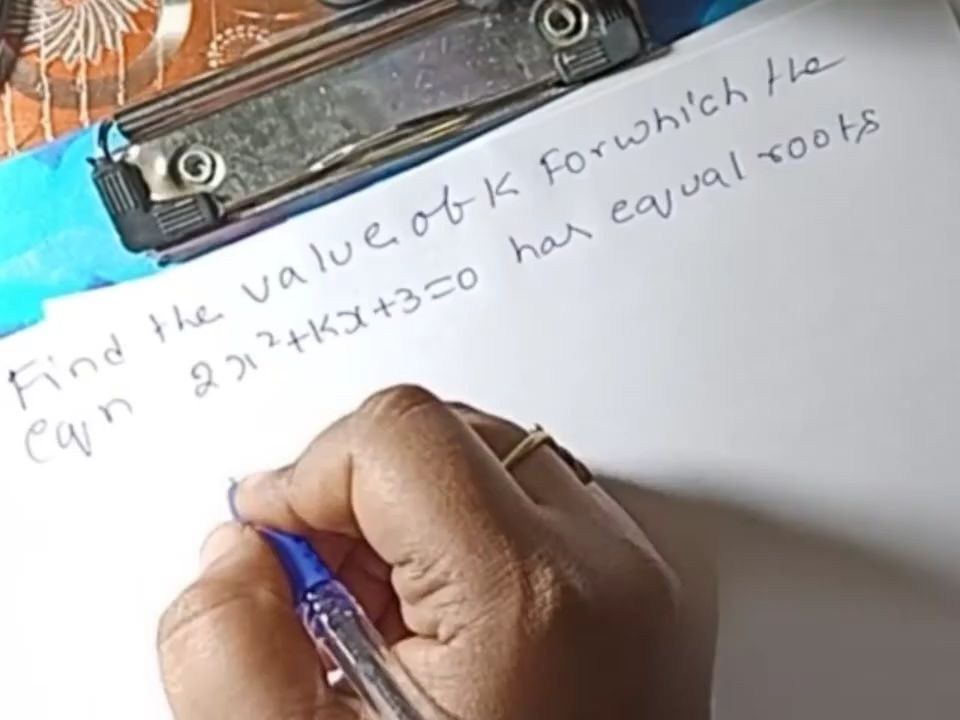 Find the value of K For which the
eqn 2x²+Kx+3=0 has equal roots